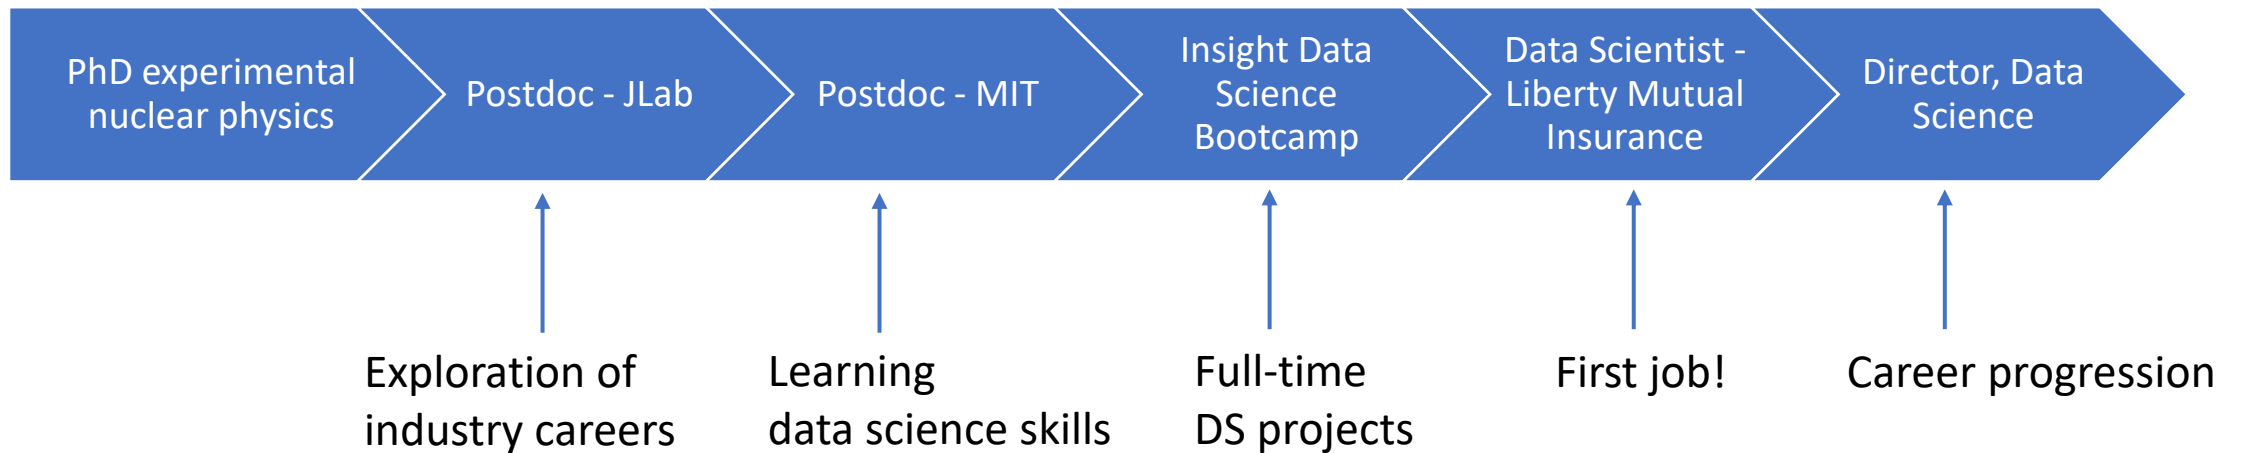 PhD experimental
nuclear physics
Postdoc - JLab
Postdoc - MIT
Insight Data
Science
Bootcamp
Data Scientist -
Liberty Mutual
Insurance
Director, Data
Science
Exploration of
industry careers
Learning
data science skills
Full-time
DS projects
First job!
Career progression